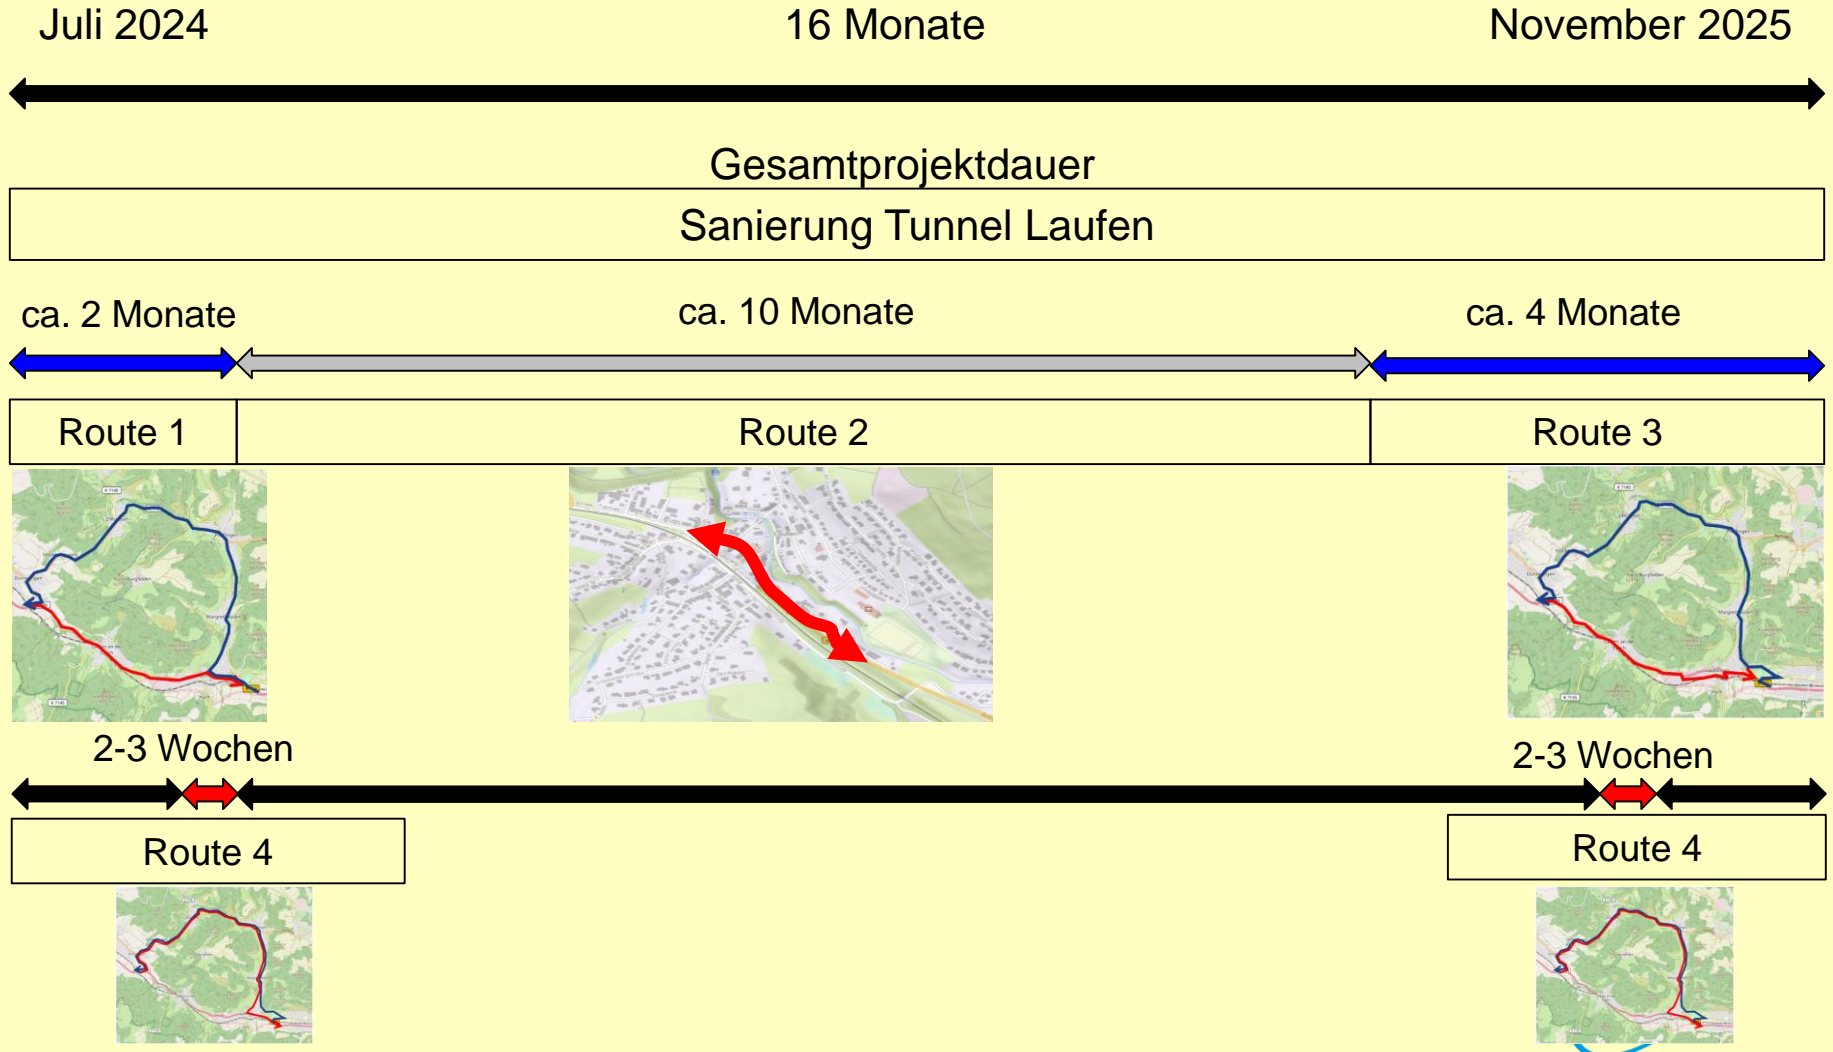 Juli 2024
16 Monate
November 2025
Gesamtprojektdauer
Sanierung Tunnel Laufen
ca. 2 Monate
ca. 10 Monate
ca. 4 Monate
Route 1
Route 2
Route 3
2-3 Wochen
2-3 Wochen
Route 4
Route 4